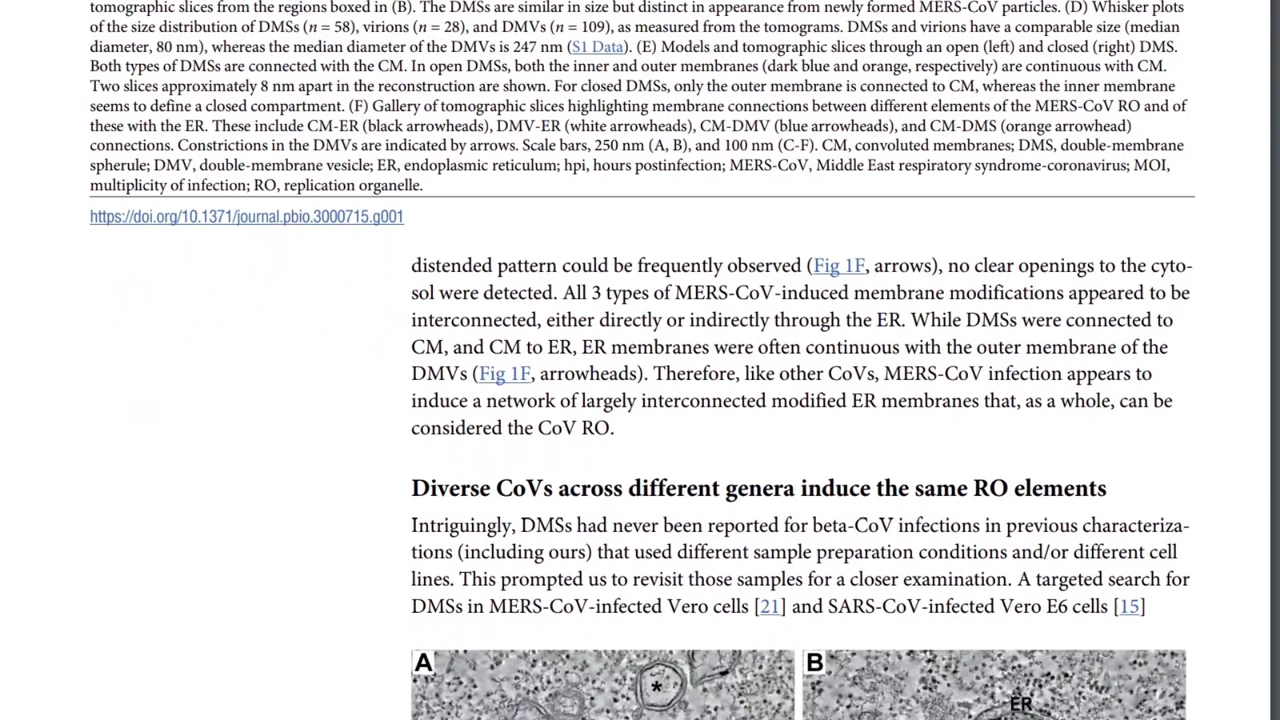 tomographic slices from the regions boxed in (B). The DMSs are similar in size but distinct in appearance from newly formed MERS-CoV particles. (D) Whisker plots
of the size distribution of DMSs (n = 58), virions (n = 28), and DMVs (n = 109), as measured from the tomograms. DMSs and virions have a comparable size (median
diameter, 80 nm), whereas the median diameter of the DMVs is 247 nm (S1 Data). (E) Models and tomographic slices through an open (left) and closed (right) DMS.
Both types of DMSs are connected with the CM. In open DMSs, both the inner and outer membranes (dark blue and orange, respectively) are continuous with CM.
Two slices approximately 8 nm apart in the reconstruction are shown. For closed DMSs, only the outer membrane is connected to CM, whereas the inner membrane
seems to define a closed compartment. (F) Gallery of tomographic slices highlighting membrane connections between different elements of the MERS-CoV RO and of
these with the ER. These include CM-ER (black arrowheads), DMV-ER (white arrowheads), CM-DMV (blue arrowheads), and CM-DMS (orange arrowhead)
connections. Constrictions in the DMVs are indicated by arrows. Scale bars, 250 nm (A, B), and 100 nm (C-F). CM, convoluted membranes; DMS, double-membrane
spherule; DMV, double-membrane vesicle; ER, endoplasmic reticulum; hpi, hours postinfection; MERS-CoV, Middle East respiratory syndrome-coronavirus; MOI,
multiplicity of infection; RO, replication organelle.
https://doi.org/10.1371/journal.pbio.3000715.g001
distended pattern could be frequently observed (Fig 1F, arrows), no clear openings to the cyto-
sol were detected. All 3 types of MERS-CoV-induced membrane modifications appeared to be
interconnected, either directly or indirectly through the ER. While DMSs were connected to
CM, and CM to ER, ER membranes were often continuous with the outer membrane of the
DMVs (Fig 1F, arrowheads). Therefore, like other CoVs, MERS-CoV infection appears to
induce a network of largely interconnected modified ER membranes that, as a whole, can be
considered the CoV RO.
Diverse CoVs across different genera induce the same RO elements
Intriguingly, DMSs had never been reported for beta-CoV infections in previous characteriza-
tions (including ours) that used different sample preparation conditions and/or different cell
lines. This prompted us to revisit those samples for a closer examination. A targeted search for
DMSs in MERS-CoV-infected Vero cells [21] and SARS-CoV-infected Vero E6 cells [15]
A
*
B
ER